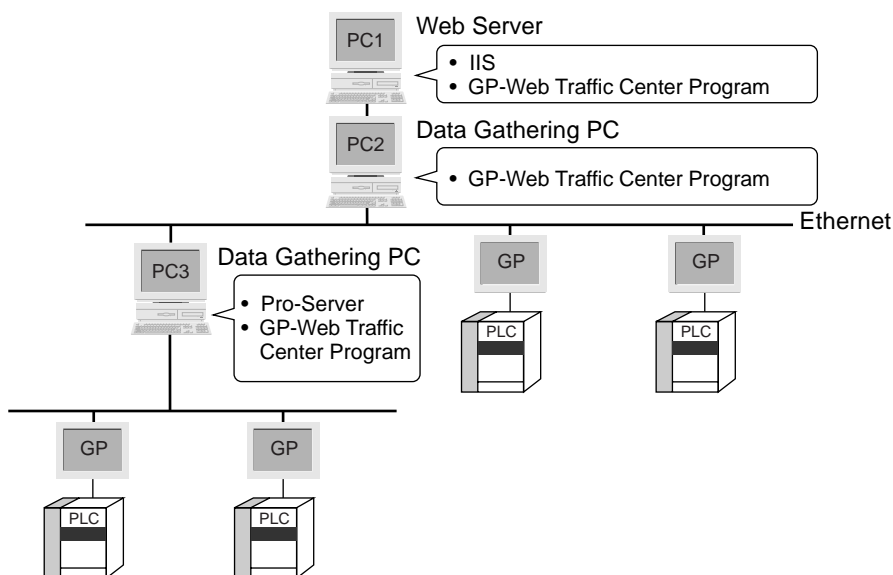 PC1
Web Server
• IIS
• GP-Web Traffic Center Program
PC2
Data Gathering PC
• GP-Web Traffic Center Program
Ethernet
PC3
Data Gathering PC
• Pro-Server
• GP-Web Traffic
Center Program
GP
GP
PLC
PLC
GP
GP
PLC
PLC